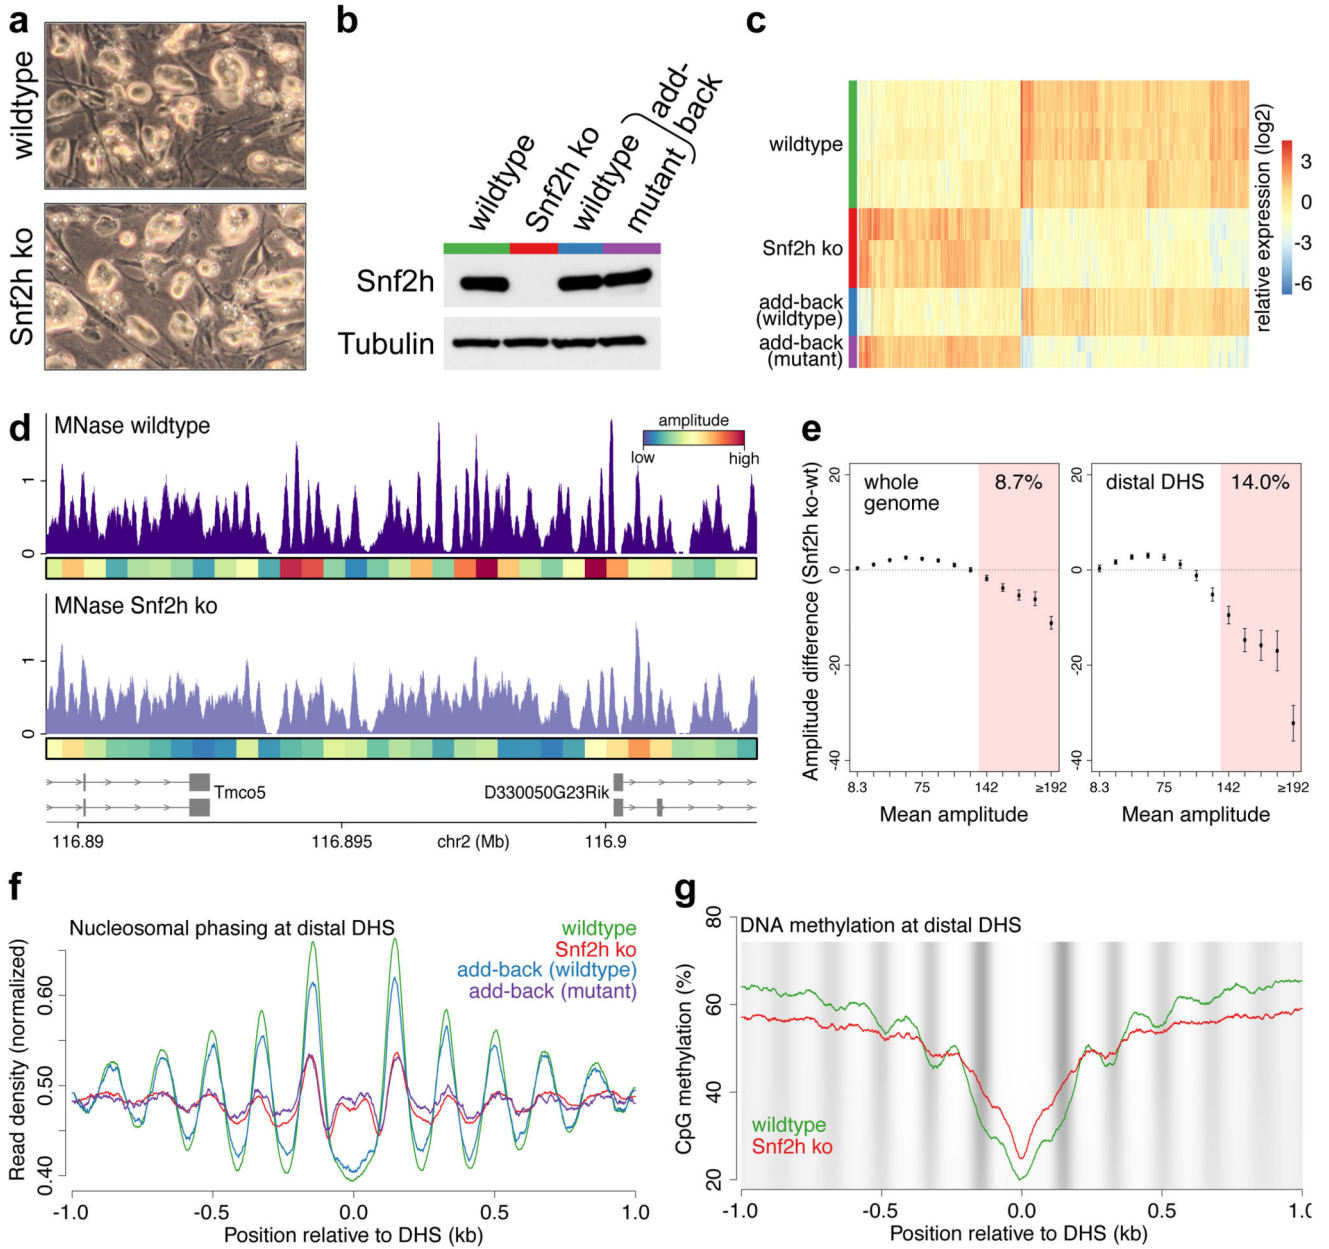 a
wildtype
Snf2h ko
b
wildtype
Snf2h ko
wildtype
mutant
add-
back
Snf2h
Tubulin
c
wildtype
Snf2h ko
add-back
(wildtype)
add-back
(mutant)
3
0
-3
-6
relative expression (log2)
d
MNase wildtype
amplitude
low
high
1
0
MNase Snf2h ko
1
0
Tmco5
D330050G23Rik
116.89
116.895
chr2 (Mb)
116.9
e
Amplitude difference (Snf2h ko-wt)
20
0
-20
-40
whole
genome
8.7%
8.3
75
142
≥192
Mean amplitude
20
0
-20
-40
distal DHS
14.0%
8.3
75
142
≥192
Mean amplitude
f
Nucleosomal phasing at distal DHS
wildtype
Snf2h ko
add-back (wildtype)
add-back (mutant)
Read density (normalized)
0.60
0.50
0.40
-1.0
-0.5
0.0
0.5
1.0
Position relative to DHS (kb)
g
DNA methylation at distal DHS
CpG methylation (%)
80
60
40
20
wildtype
Snf2h ko
-1.0
-0.5
0.0
0.5
1.0
Position relative to DHS (kb)